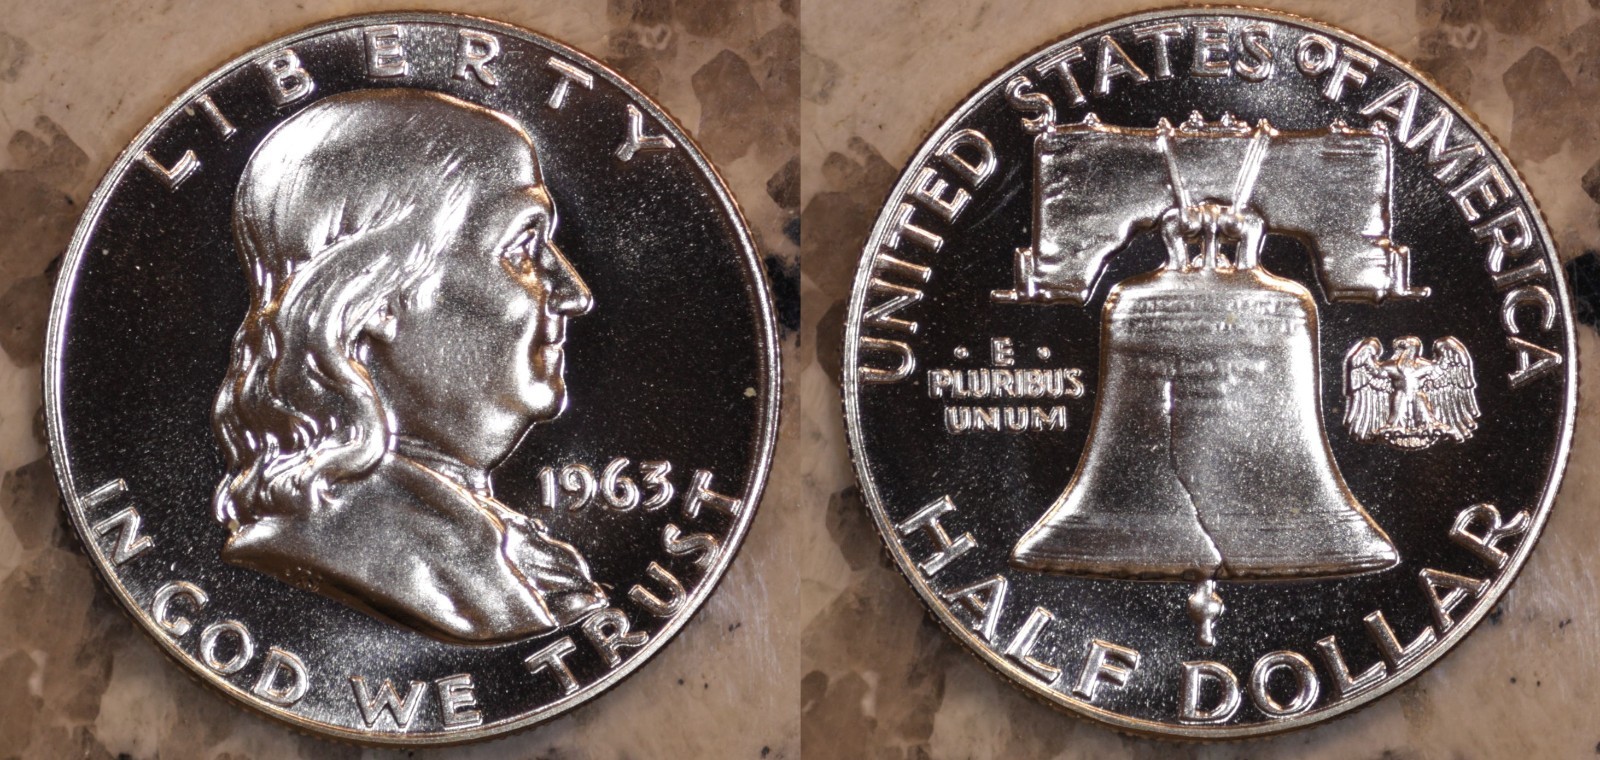 LIBERTY
1963
IN GOD WE TRUST
UNITED STATES OF AMERICA
· E ·
PLURIBUS
UNUM
HALF DOLLAR